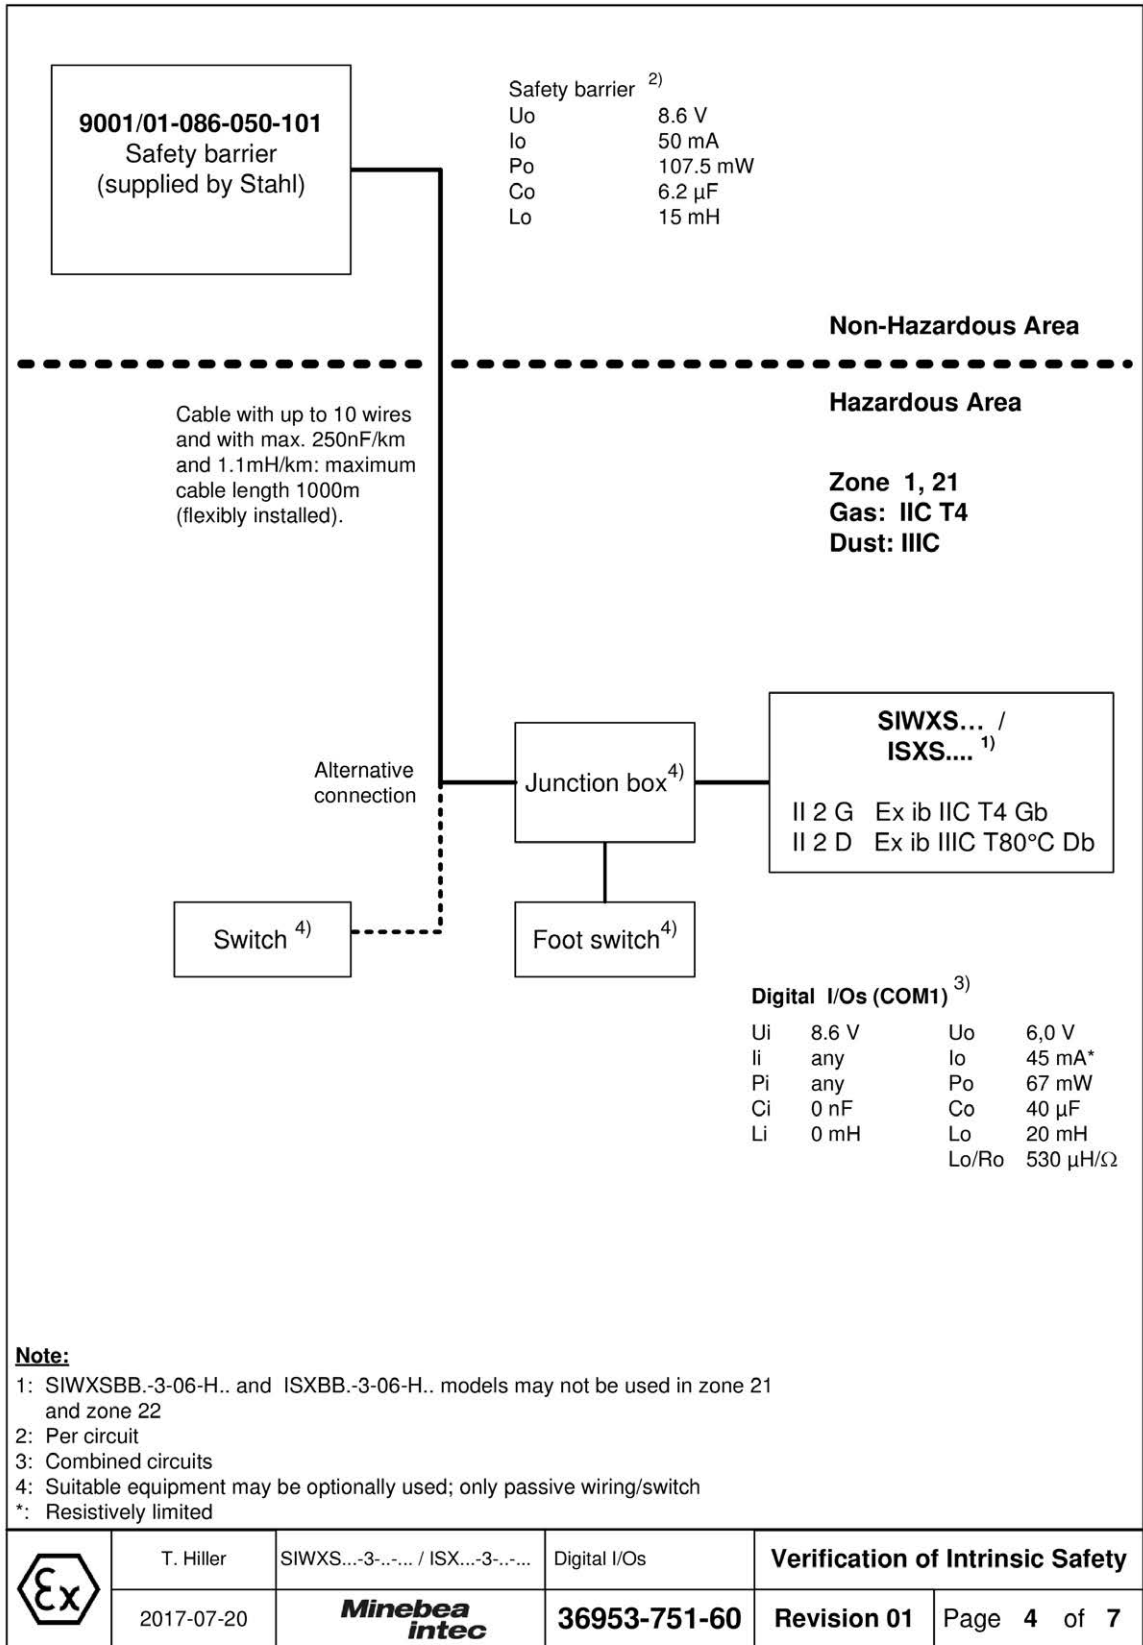 9001/01-086-050-101
Safety barrier
(supplied by Stahl)
Safety barrier 2)
Uo 8.6 V
Io 50 mA
Po 107.5 mW
Co 6.2 µF
Lo 15 mH
Non-Hazardous Area
Hazardous Area
Cable with up to 10 wires
and with max. 250nF/km
and 1.1mH/km: maximum
cable length 1000m
(flexibly installed).
Zone 1, 21
Gas: IIC T4
Dust: IIIC
SIWXS... /
ISXS.... 1)
II 2 G Ex ib IIC T4 Gb
II 2 D Ex ib IIIC T80°C Db
Junction box 4)
Alternative
connection
Switch 4)
Foot switch 4)
Digital I/Os (COM1) 3)
Ui 8.6 V Uo 6,0 V
Ii any Io 45 mA*
Pi any Po 67 mW
Ci 0 nF Co 40 µF
Li 0 mH Lo 20 mH
Lo/Ro 530 µH/Ω
Note:
1: SIWXSBB.-3-06-H.. and ISXBB.-3-06-H.. models may not be used in zone 21
and zone 22
2: Per circuit
3: Combined circuits
4: Suitable equipment may be optionally used; only passive wiring/switch
*: Resistively limited
Ex
T. Hiller SIWXS...-3-..-... / ISX...-3-..-... Digital I/Os Verification of Intrinsic Safety
2017-07-20 Minebea intec 36953-751-60 Revision 01 Page 4 of 7